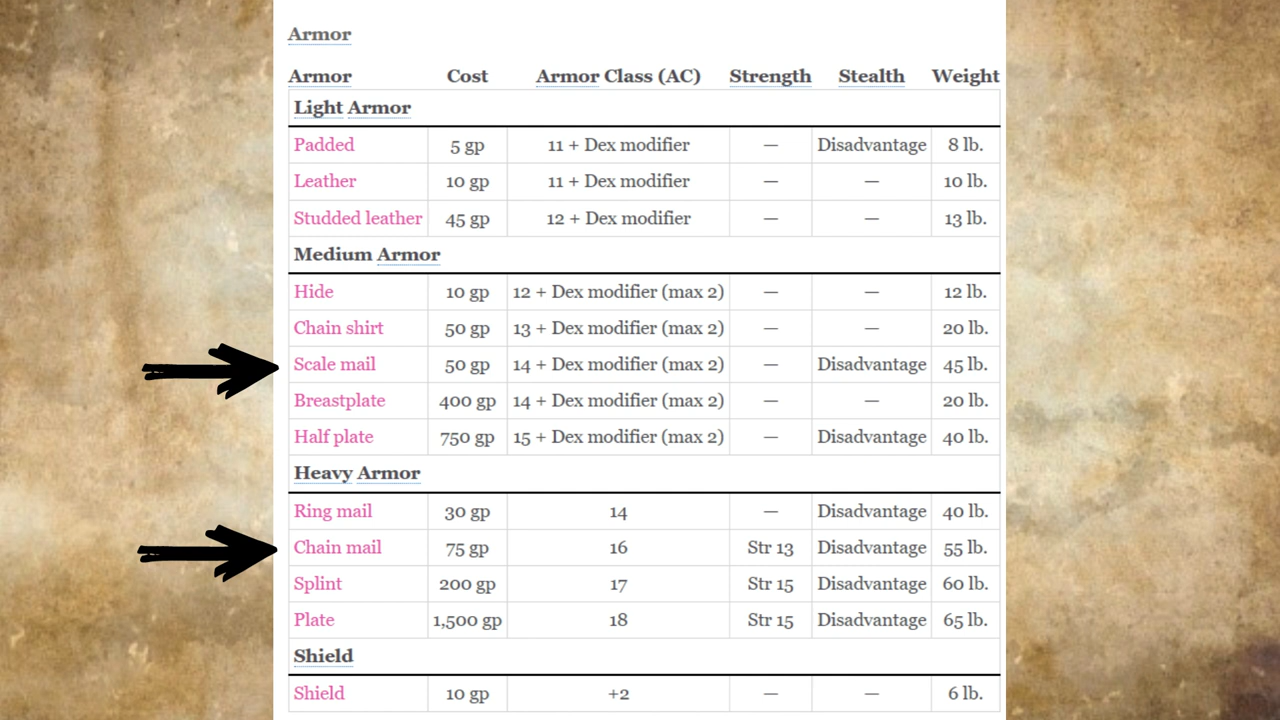 Armor
Armor Cost Armor Class (AC) Strength Stealth Weight
Light Armor
Padded 5 gp 11 + Dex modifier — Disadvantage 8 lb.
Leather 10 gp 11 + Dex modifier — — 10 lb.
Studded leather 45 gp 12 + Dex modifier — — 13 lb.
Medium Armor
Hide 10 gp 12 + Dex modifier (max 2) — — 12 lb.
Chain shirt 50 gp 13 + Dex modifier (max 2) — — 20 lb.
Scale mail 50 gp 14 + Dex modifier (max 2) — Disadvantage 45 lb.
Breastplate 400 gp 14 + Dex modifier (max 2) — — 20 lb.
Half plate 750 gp 15 + Dex modifier (max 2) — Disadvantage 40 lb.
Heavy Armor
Ring mail 30 gp 14 — Disadvantage 40 lb.
Chain mail 75 gp 16 Str 13 Disadvantage 55 lb.
Splint 200 gp 17 Str 15 Disadvantage 60 lb.
Plate 1,500 gp 18 Str 15 Disadvantage 65 lb.
Shield
Shield 10 gp +2 — — 6 lb.